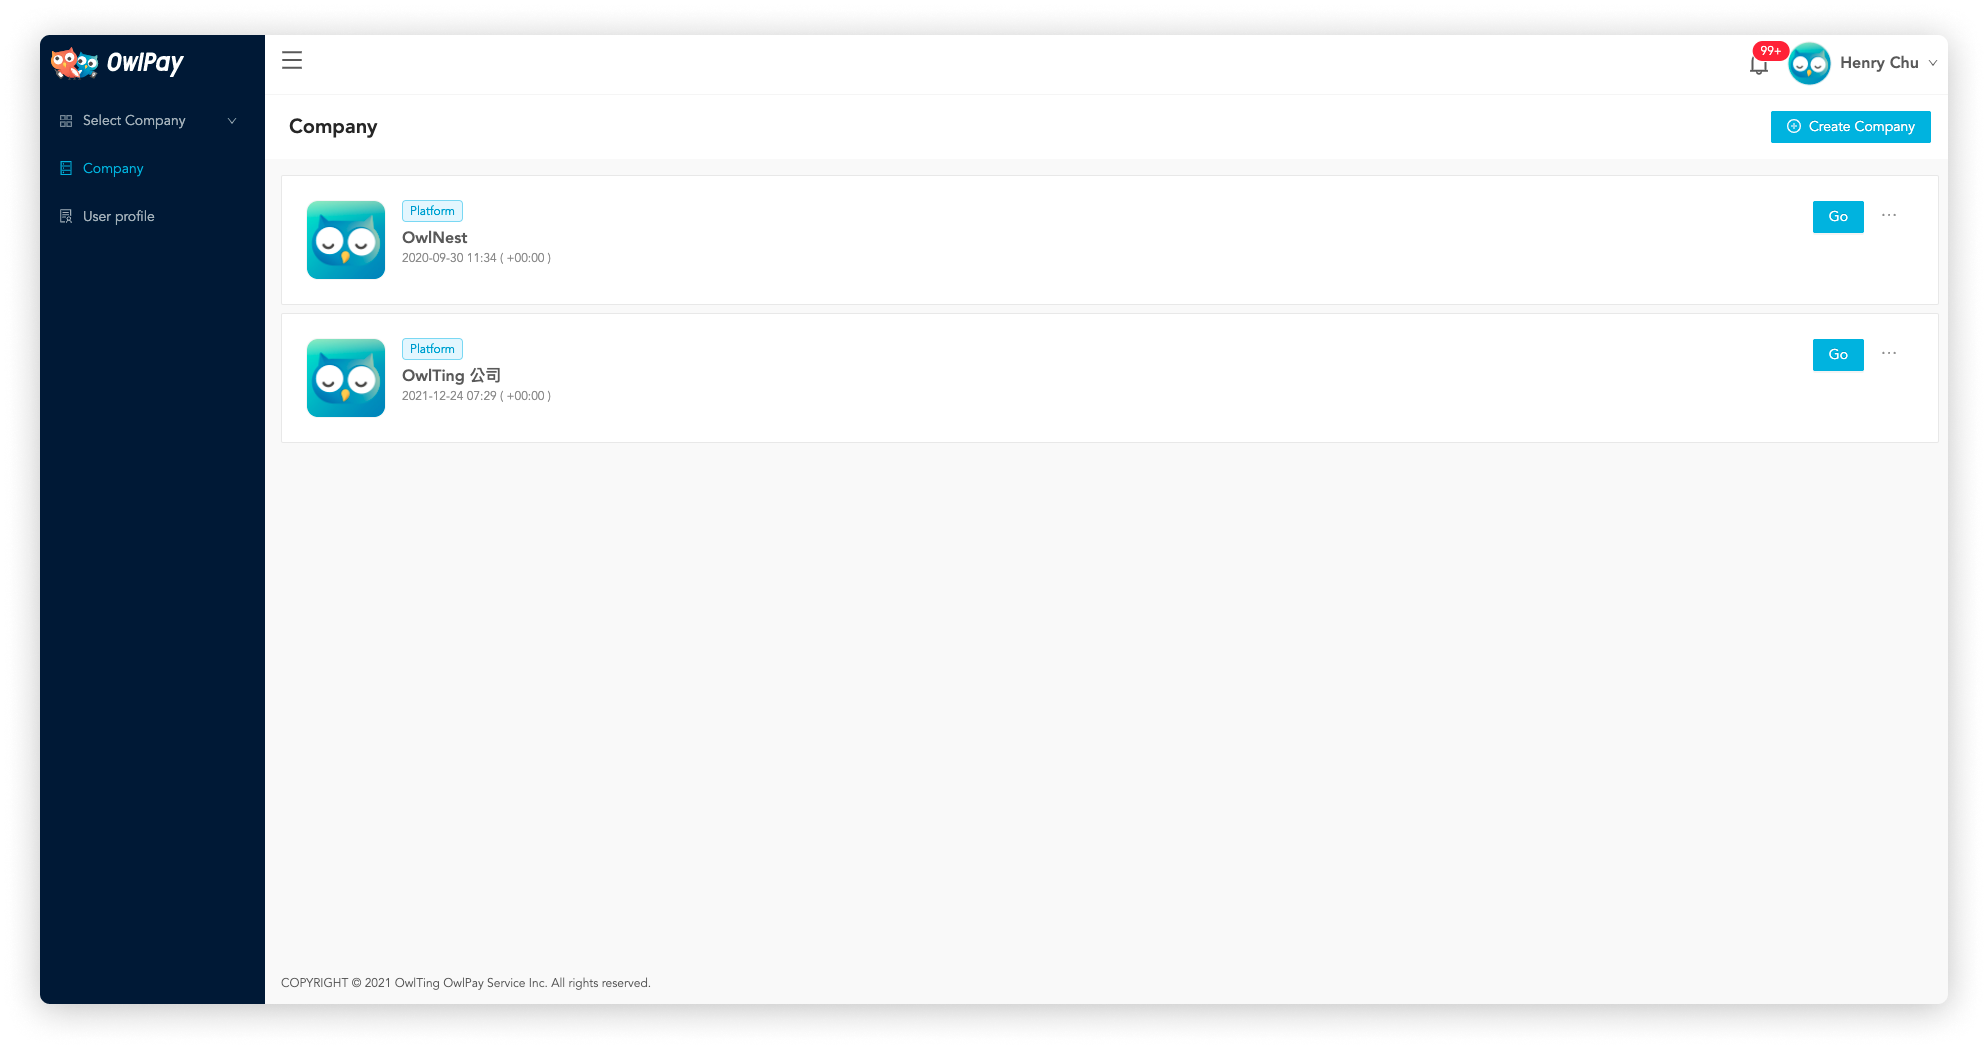 OwlPay
Select Company
Company
User profile
99+
Henry Chu
Company
Create Company
Platform
OwlNest
2020-09-30 11:34 ( +00:00 )
Go
Platform
OwlTing 公司
2021-12-24 07:29 ( +00:00 )
Go
COPYRIGHT © 2021 OwlTing OwlPay Service Inc. All rights reserved.